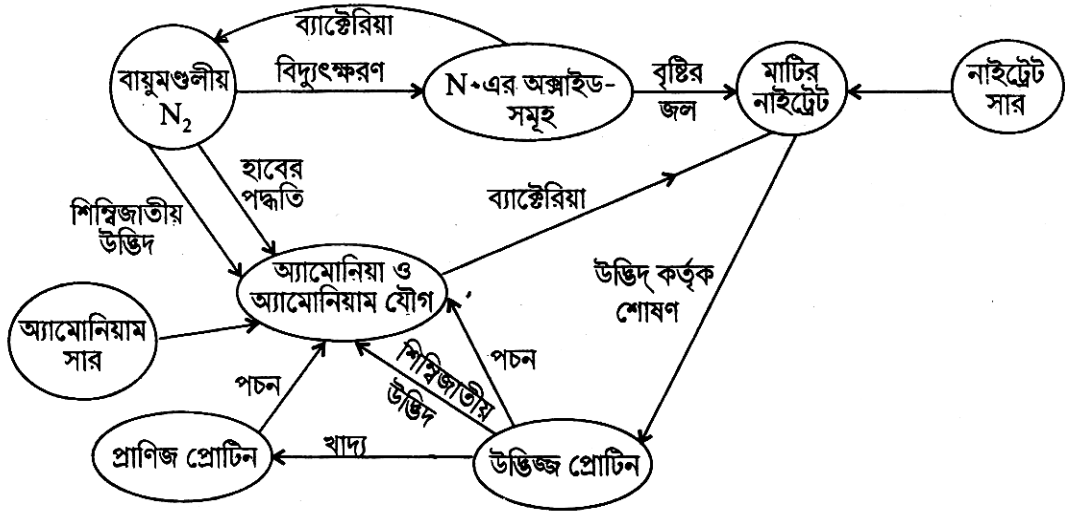 ব্যাক্টেরিয়া
বায়ুমণ্ডলীয়
N₂
বিদ্যুৎক্ষরণ
N-এর অক্সাইড-
সমূহ
বৃষ্টির
জল
মাটির
নাইট্রেট
নাইট্রেট
সার
হাবের
পদ্ধতি
শিম্বিজাতীয়
উদ্ভিদ
ব্যাক্টেরিয়া
অ্যামোনিয়া ও
অ্যামোনিয়াম যৌগ
উদ্ভিদ্ কর্তৃক
শোষণ
অ্যামোনিয়াম
সার
পচন
শিম্বিজাতীয়
উদ্ভিদ
পচন
প্রাণিজ প্রোটিন
খাদ্য
উদ্ভিজ্জ প্রোটিন